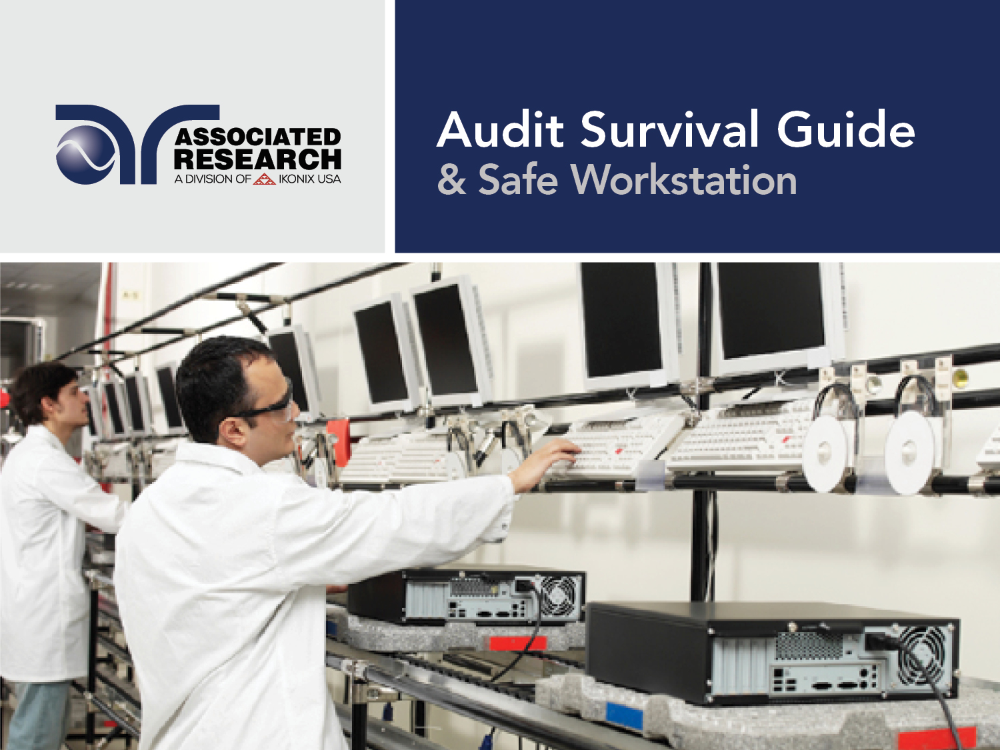 ASSOCIATED
RESEARCH
A DIVISION OF IKONIX USA
Audit Survival Guide
& Safe Workstation